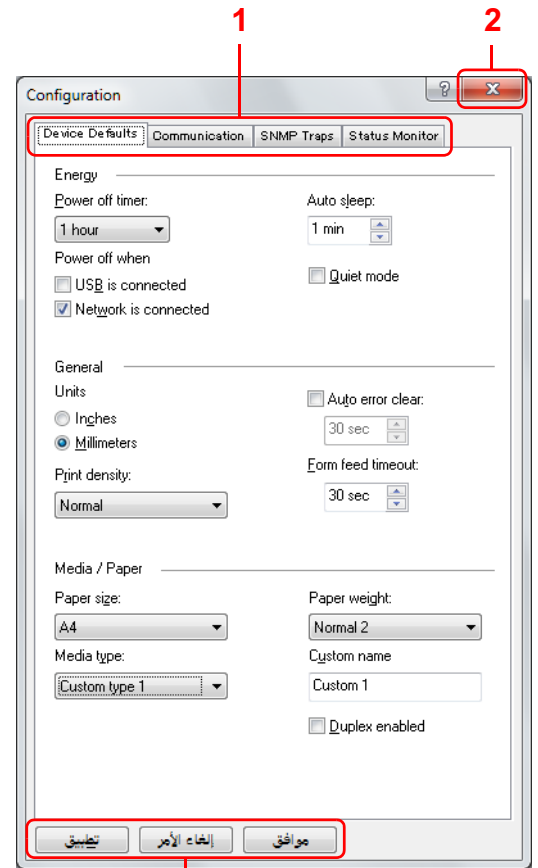 1 2
Configuration
Device Defaults Communication SNMP Traps Status Monitor
Energy
Power off timer: Auto sleep:
1 hour 1 min
Power off when
USB is connected Quiet mode
Network is connected
General
Units Auto error clear:
Inches 30 sec
Millimeters
Print density: Form feed timeout:
Normal 30 sec
Media / Paper
Paper size: Paper weight:
A4 Normal 2
Media type: Custom name
Custom type 1 Custom 1
Duplex enabled
موافق إلغاء الأمر تطبيق